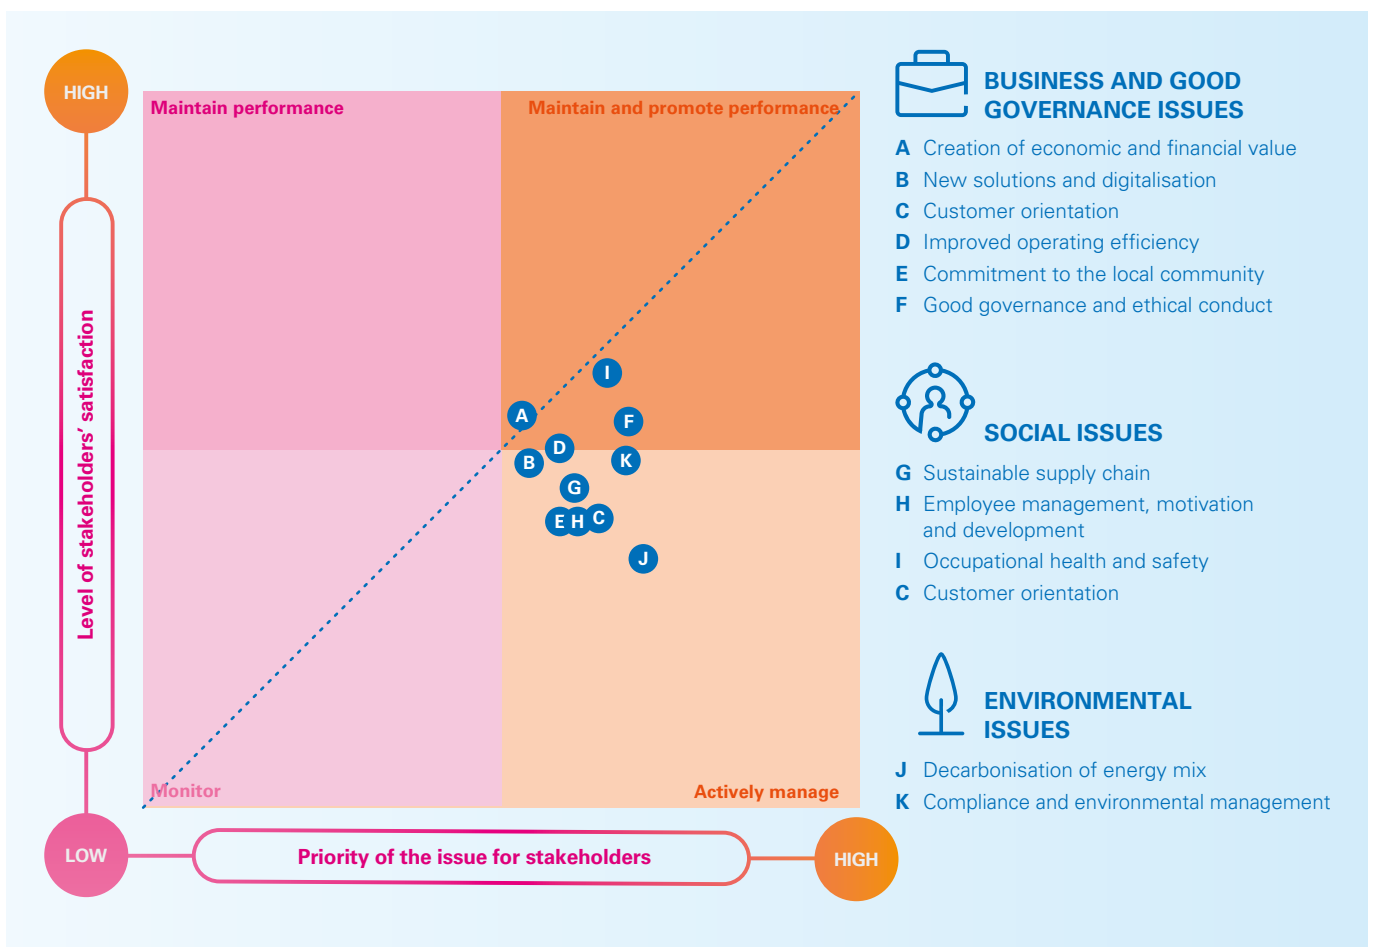 HIGH
Maintain performance
Maintain and promote performance
Level of stakeholders' satisfaction
I
A
F
D
B
K
G
E
H
C
J
Monitor
Actively manage
LOW
Priority of the issue for stakeholders
HIGH
BUSINESS AND GOOD
GOVERNANCE ISSUES
A Creation of economic and financial value
B New solutions and digitalisation
C Customer orientation
D Improved operating efficiency
E Commitment to the local community
F Good governance and ethical conduct
SOCIAL ISSUES
G Sustainable supply chain
H Employee management, motivation
and development
I Occupational health and safety
C Customer orientation
ENVIRONMENTAL
ISSUES
J Decarbonisation of energy mix
K Compliance and environmental management